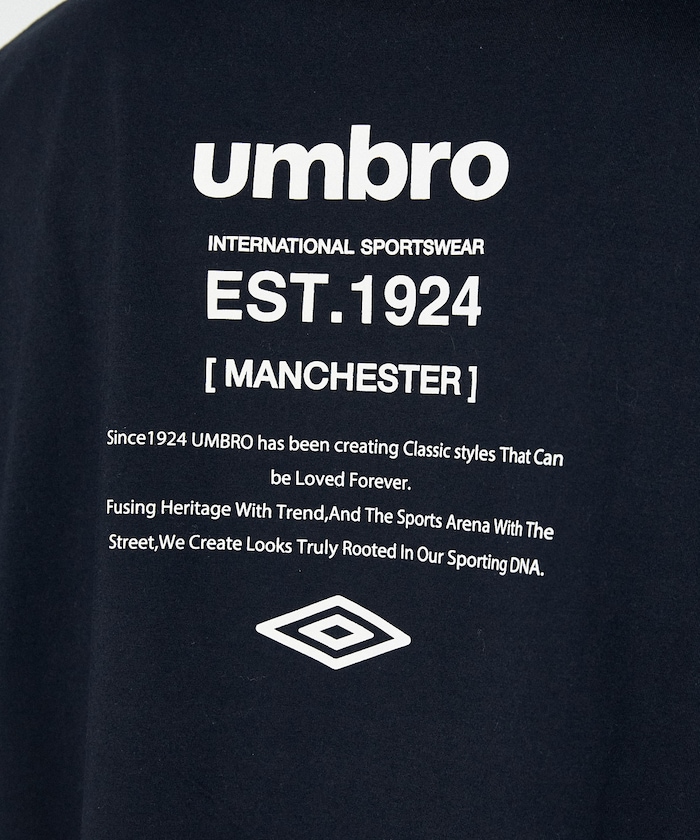 umbro
INTERNATIONAL SPORTSWEAR
EST.1924
[ MANCHESTER ]
Since1924 UMBRO has been creating Classic styles That Can
be Loved Forever.
Fusing Heritage With Trend,And The Sports Arena With The
Street,We Create Looks Truly Rooted In Our Sporting DNA.